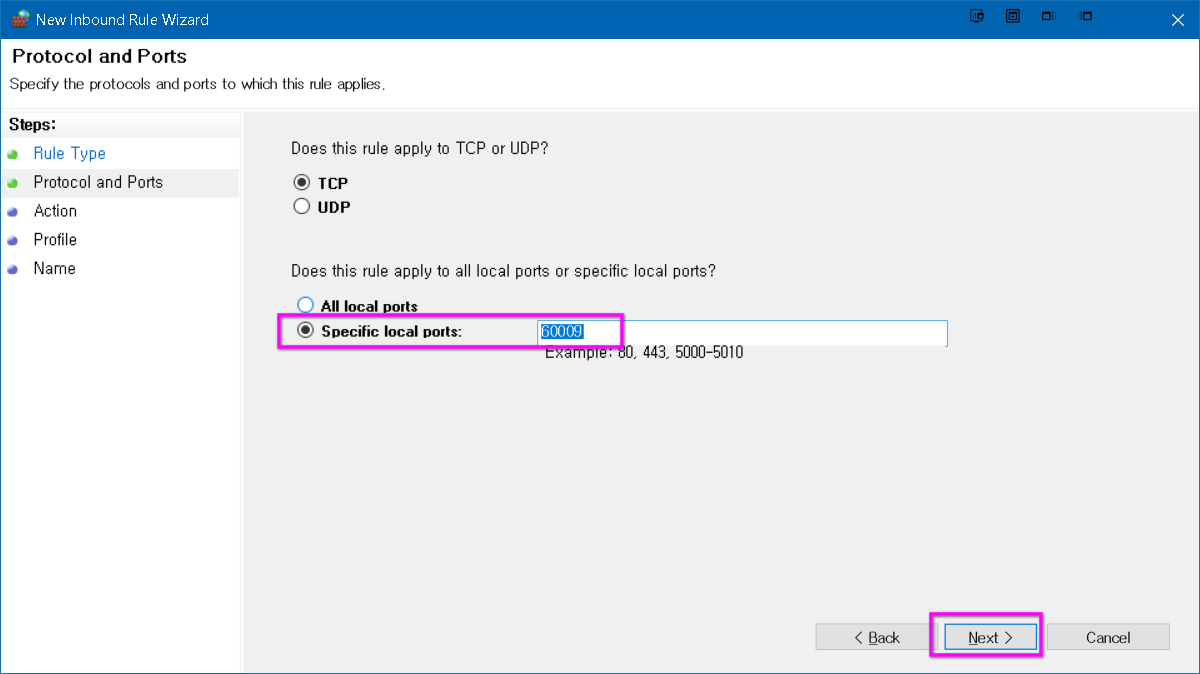 New Inbound Rule Wizard
Protocol and Ports
Specify the protocols and ports to which this rule applies.
Steps:
Rule Type
Protocol and Ports
Action
Profile
Name
Does this rule apply to TCP or UDP?
TCP
UDP
Does this rule apply to all local ports or specific local ports?
All local ports
Specific local ports: 60009
Example: 80, 443, 5000-5010
< Back Next > Cancel